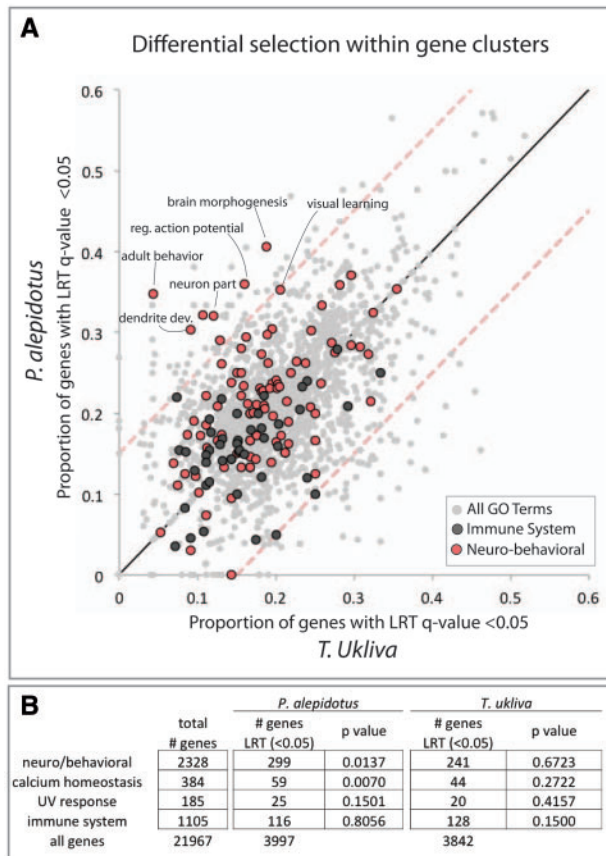 A
Differential selection within gene clusters
P. alepidotus
Proportion of genes with LRT q-value <0.05
0.6
0.5
0.4
0.3
0.2
0.1
0
brain morphogenesis
visual learning
reg. action potential
adult behavior
neuron part
dendrite dev.
All GO Terms
Immune System
Neuro-behavioral
0 0.1 0.2 0.3 0.4 0.5 0.6
Proportion of genes with LRT q-value <0.05
T. Ukliva
B
P. alepidotus T. ukliva
total # genes # genes LRT (<0.05) p value # genes LRT (<0.05) p value
neuro/behavioral 2328 299 0.0137 241 0.6723
calcium homeostasis 384 59 0.0070 44 0.2722
UV response 185 25 0.1501 20 0.4157
immune system 1105 116 0.8056 128 0.1500
all genes 21967 3997 3842